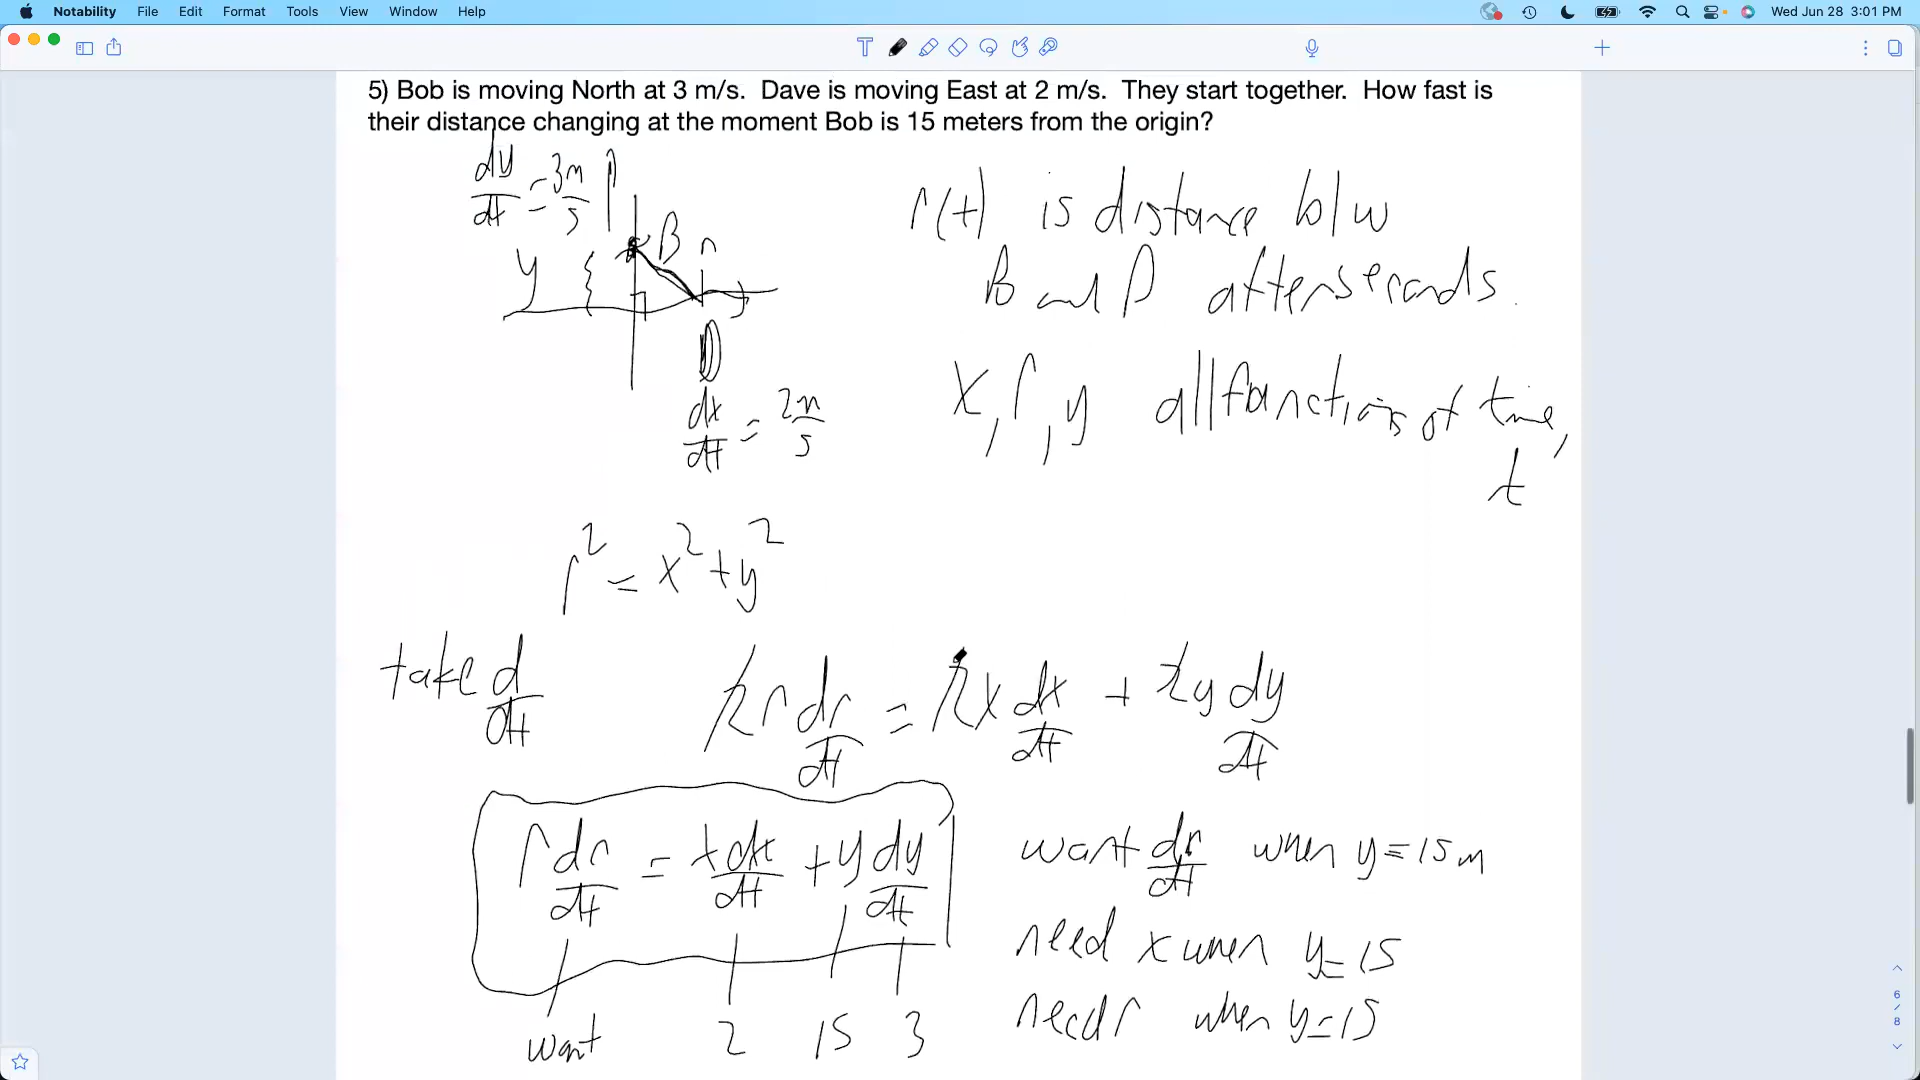 Notability File Edit Format Tools View Window Help Wed Jun 28 3:01 PM
5) Bob is moving North at 3 m/s. Dave is moving East at 2 m/s. They start together. How fast is
their distance changing at the moment Bob is 15 meters from the origin?
dy/dt = 3m/s
r(t) is distance b/w
B and D after seconds.
y B r
D
dx/dt = 2m/s
x, r, y all functions of time,
t
r² = x² + y²
take d/dt
2r dr/dt = 2x dx/dt + 2y dy/dt
r dr/dt = x dx/dt + y dy/dt
want dr/dt when y = 15m
need x when y = 15
need r when y = 15
want 2 15 3
6 / 8